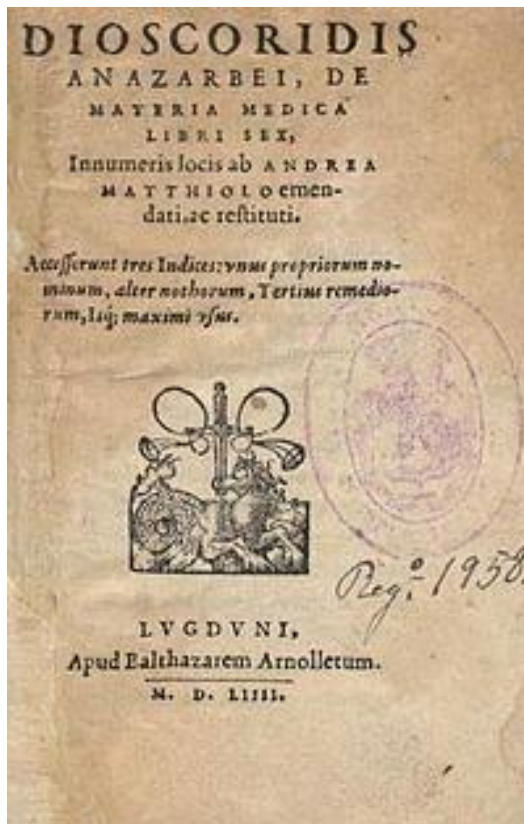 DIOSCORIDIS
ANAZARBEI, DE
MATERIA MEDICA
LIBRI SEX,
Innumeris locis ab ANDREA
MATTHIOLO emen-
dati, ac restituti.
Accesserunt tres Indices: vnus propriorum no-
minum, alter nothorum, Tertius remedio-
rum, Iiq; maximi vsus.
Reg.º 1958
LVGDVNI,
Apud Balthazarem Arnolletum.
M. D. LIIII.